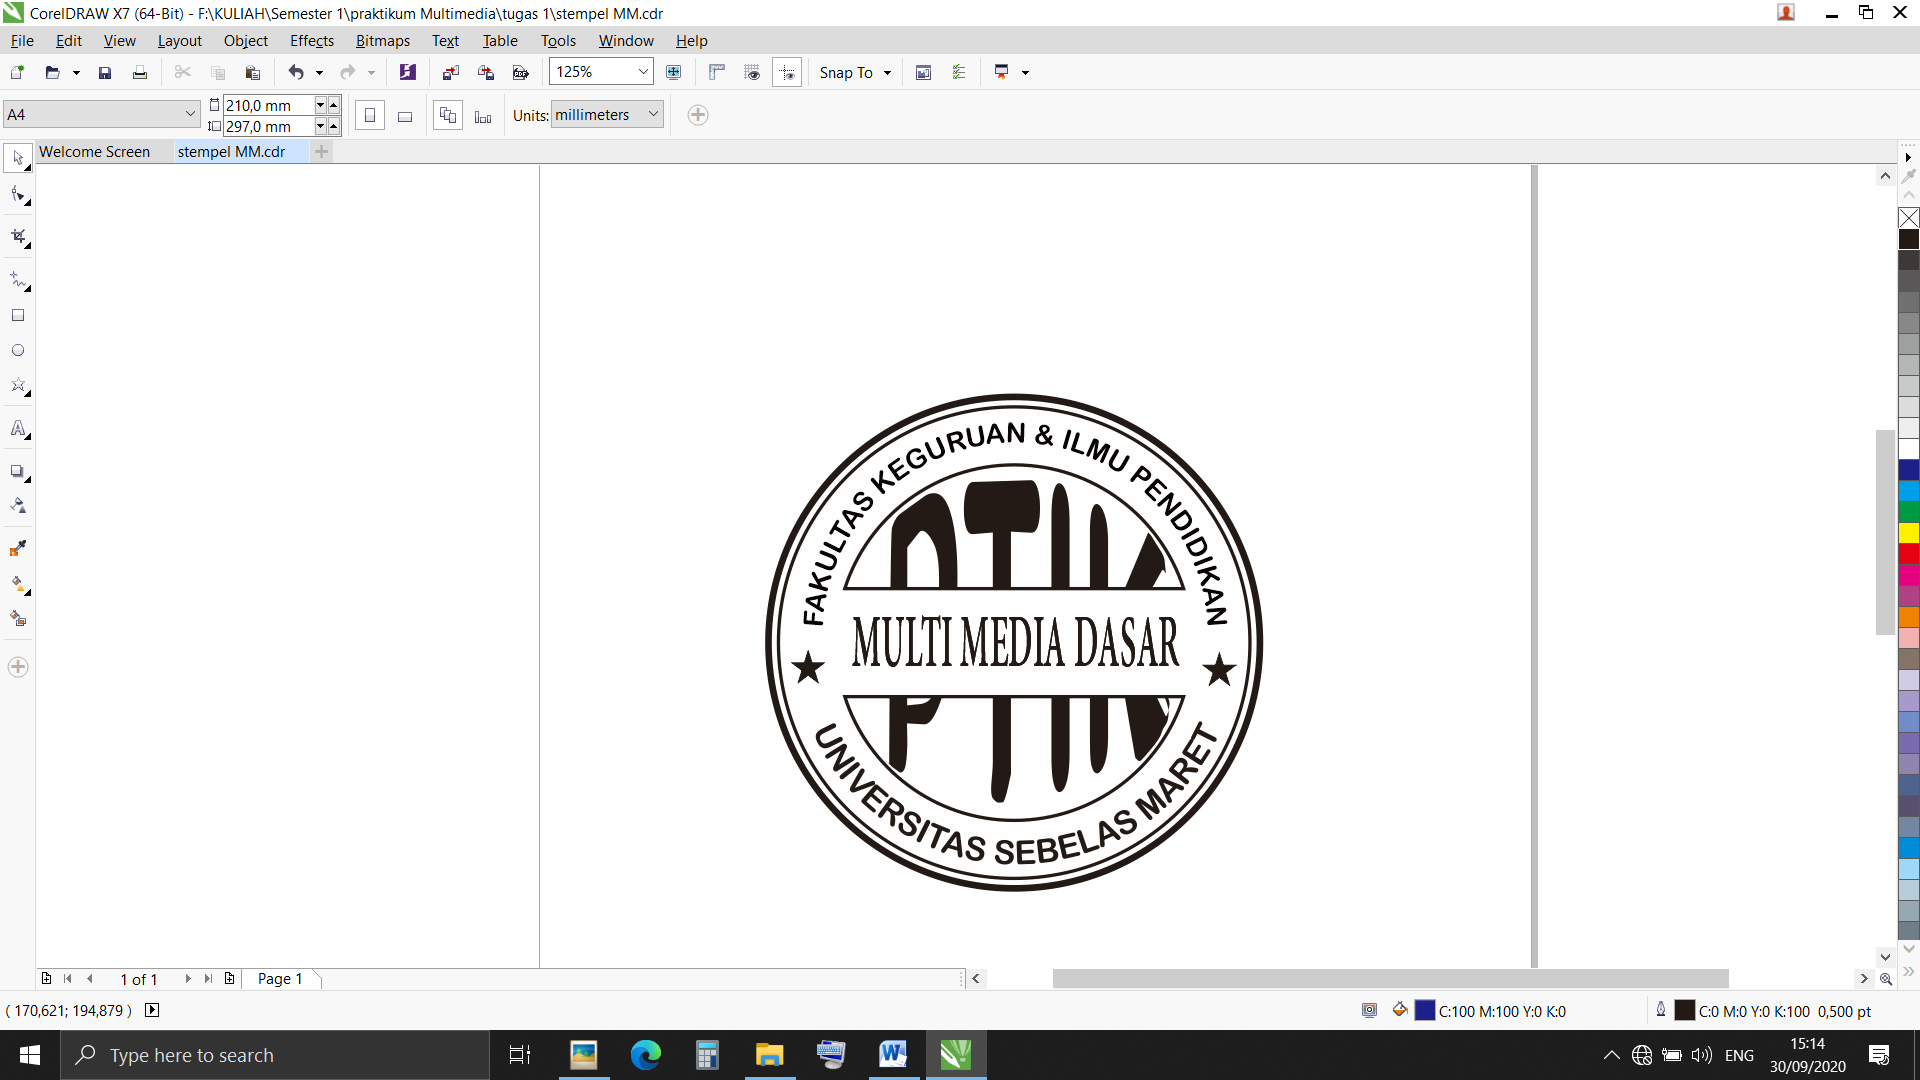 CorelDRAW X7 (64-Bit) - F:\KULIAH\Semester 1\praktikum Multimedia\tugas 1\stempel MM.cdr
File Edit View Layout Object Effects Bitmaps Text Table Tools Window Help
125% Snap To
A4 210,0 mm Units: millimeters
297,0 mm
Welcome Screen stempel MM.cdr
FAKULTAS KEGURUAN & ILMU PENDIDIKAN
PTIK
MULTI MEDIA DASAR
UNIVERSITAS SEBELAS MARET
1 of 1 Page 1
( 170,621; 194,879 ) C:100 M:100 Y:0 K:0 C:0 M:0 Y:0 K:100 0,500 pt
Type here to search ENG 15:14
30/09/2020